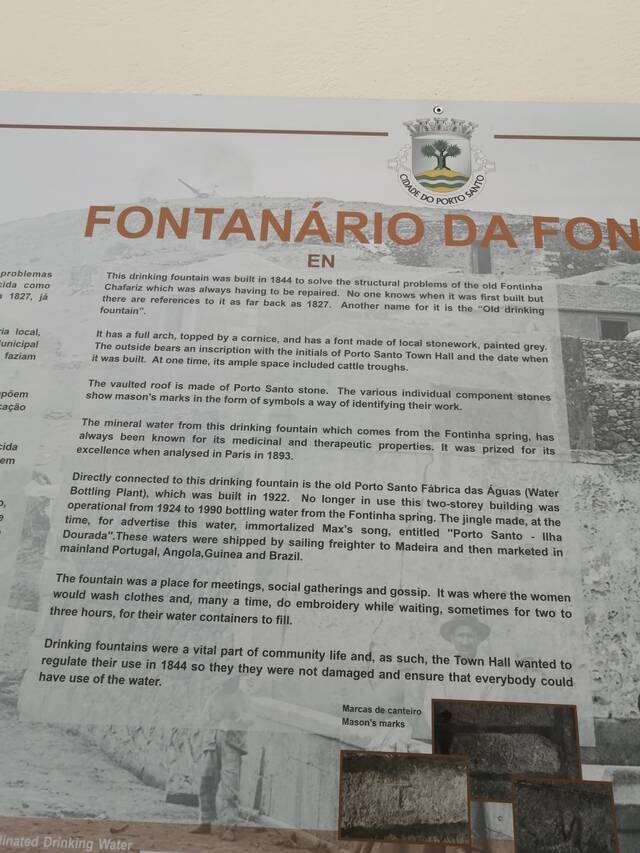 CIDADE DO PORTO SANTO
FONTANÁRIO DA FON
EN
problemas
cida como
1827, já
ria local,
unicipal
faziam
põem
cação
cida
em
o,
e
o
This drinking fountain was built in 1844 to solve the structural problems of the old Fontinha
Chafariz which was always having to be repaired. No one knows when it was first built but
there are references to it as far back as 1827. Another name for it is the “Old drinking
fountain”.
It has a full arch, topped by a cornice, and has a font made of local stonework, painted grey.
The outside bears an inscription with the initials of Porto Santo Town Hall and the date when
it was built. At one time, its ample space included cattle troughs.
The vaulted roof is made of Porto Santo stone. The various individual component stones
show mason's marks in the form of symbols a way of identifying their work.
The mineral water from this drinking fountain which comes from the Fontinha spring, has
always been known for its medicinal and therapeutic properties. It was prized for its
excellence when analysed in Paris in 1893.
Directly connected to this drinking fountain is the old Porto Santo Fábrica das Águas (Water
Bottling Plant), which was built in 1922. No longer in use this two-storey building was
operational from 1924 to 1990 bottling water from the Fontinha spring. The jingle made, at the
time, for advertise this water, immortalized Max's song, entitled "Porto Santo - Ilha
Dourada".These waters were shipped by sailing freighter to Madeira and then marketed in
mainland Portugal, Angola,Guinea and Brazil.
The fountain was a place for meetings, social gatherings and gossip. It was where the women
would wash clothes and, many a time, do embroidery while waiting, sometimes for two to
three hours, for their water containers to fill.
Drinking fountains were a vital part of community life and, as such, the Town Hall wanted to
regulate their use in 1844 so they they were not damaged and ensure that everybody could
have use of the water.
Marcas de canteiro
Mason's marks
linated Drinking Water